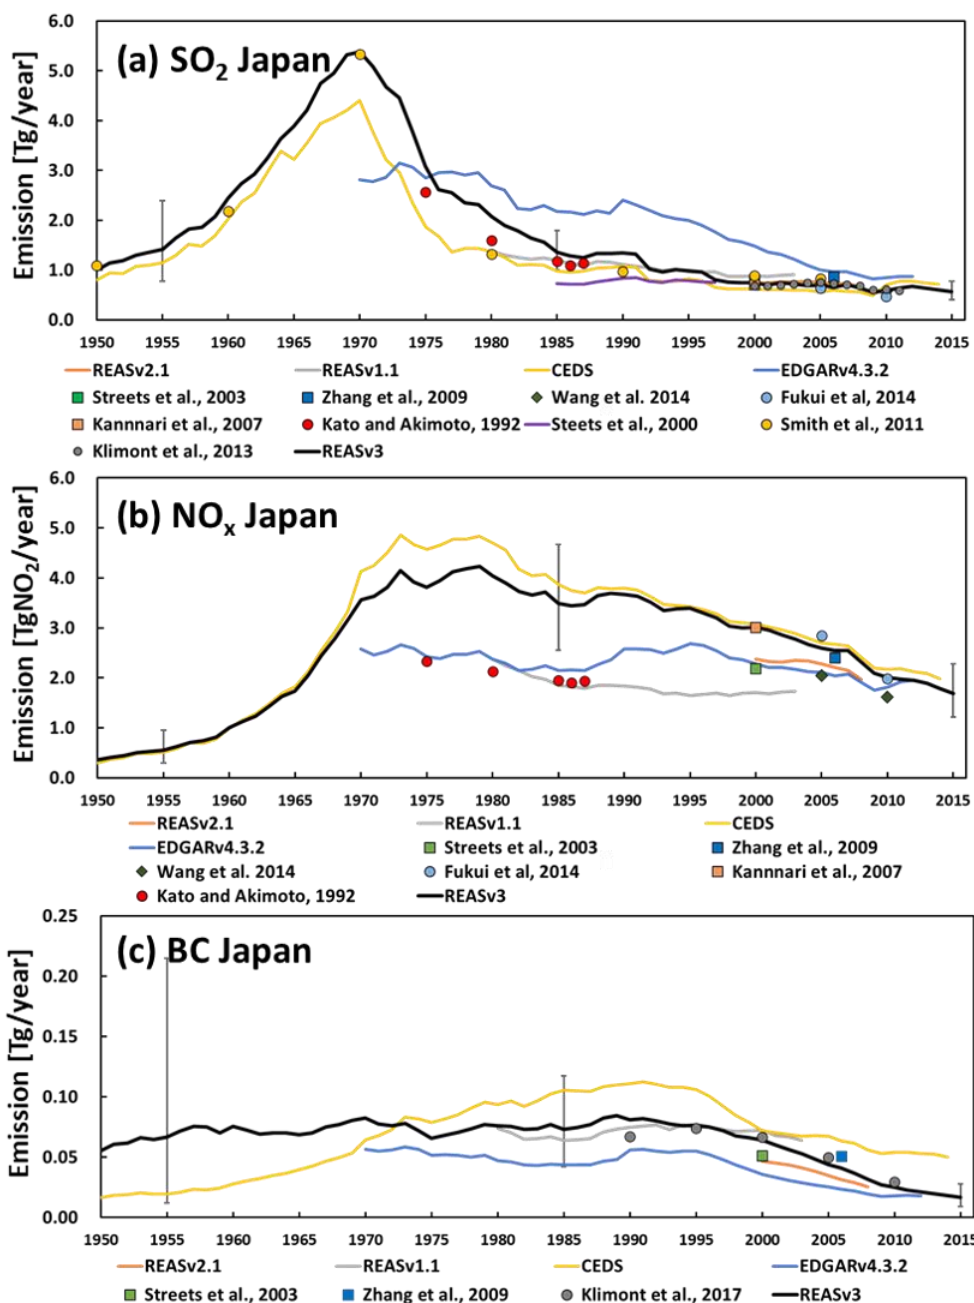 (a) SO2 Japan
Emission [Tg/year]
6.0
5.0
4.0
3.0
2.0
1.0
0.0
1950 1955 1960 1965 1970 1975 1980 1985 1990 1995 2000 2005 2010 2015
REASv2.1 REASv1.1 CEDS EDGARv4.3.2
Streets et al., 2003 Zhang et al., 2009 Wang et al. 2014 Fukui et al, 2014
Kannnari et al., 2007 Kato and Akimoto, 1992 Steets et al., 2000 Smith et al., 2011
Klimont et al., 2013 REASv3
(b) NOx Japan
Emission [TgNO2/year]
6.0
5.0
4.0
3.0
2.0
1.0
0.0
1950 1955 1960 1965 1970 1975 1980 1985 1990 1995 2000 2005 2010 2015
REASv2.1 REASv1.1 CEDS
EDGARv4.3.2 Streets et al., 2003 Zhang et al., 2009
Wang et al. 2014 Fukui et al, 2014 Kannnari et al., 2007
Kato and Akimoto, 1992 REASv3
(c) BC Japan
Emission [Tg/year]
0.25
0.20
0.15
0.10
0.05
0.00
1950 1955 1960 1965 1970 1975 1980 1985 1990 1995 2000 2005 2010 2015
REASv2.1 REASv1.1 CEDS EDGARv4.3.2
Streets et al., 2003 Zhang et al., 2009 Klimont et al., 2017 REASv3